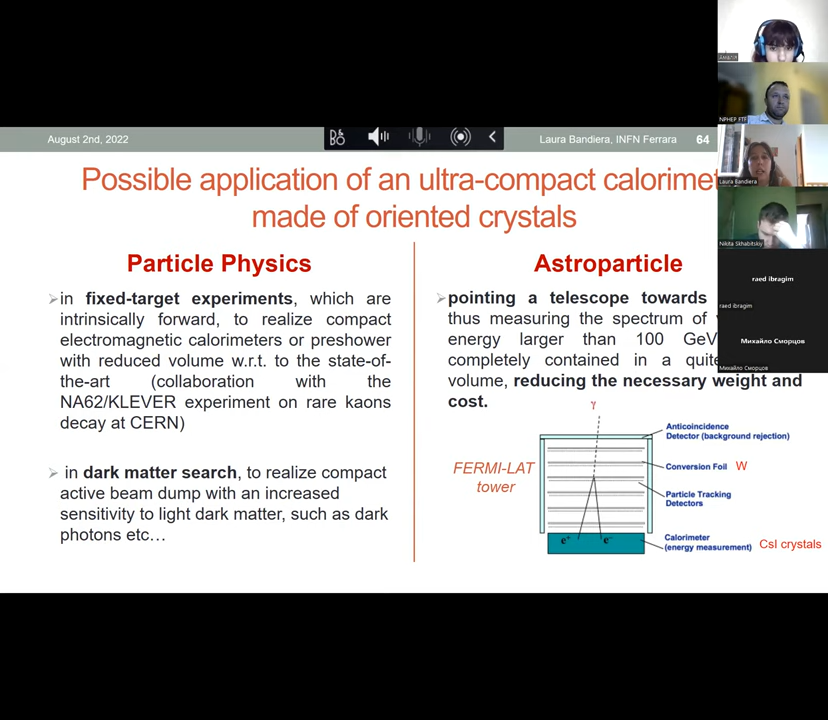 August 2nd, 2022
Laura Bandiera, INFN Ferrara 64
Possible application of an ultra-compact calorimet
made of oriented crystals
Particle Physics
➢in fixed-target experiments, which are
intrinsically forward, to realize compact
electromagnetic calorimeters or preshower
with reduced volume w.r.t. to the state-of-
the-art (collaboration with the
NA62/KLEVER experiment on rare kaons
decay at CERN)
➢ in dark matter search, to realize compact
active beam dump with an increased
sensitivity to light dark matter, such as dark
photons etc…
Astroparticle
➢pointing a telescope towards
thus measuring the spectrum of
energy larger than 100 GeV
completely contained in a quite
volume, reducing the necessary weight and
cost.
γ
FERMI-LAT
tower
Anticoincidence
Detector (background rejection)
Conversion Foil W
Particle Tracking
Detectors
Calorimeter
(energy measurement) CsI crystals
e⁺ e⁻
NPHEP FTF
Laura Bandiera
Nikita Skhabitskiy
raed ibragim
raed ibragim
Михайло Сморцов
Михайло Сморцов